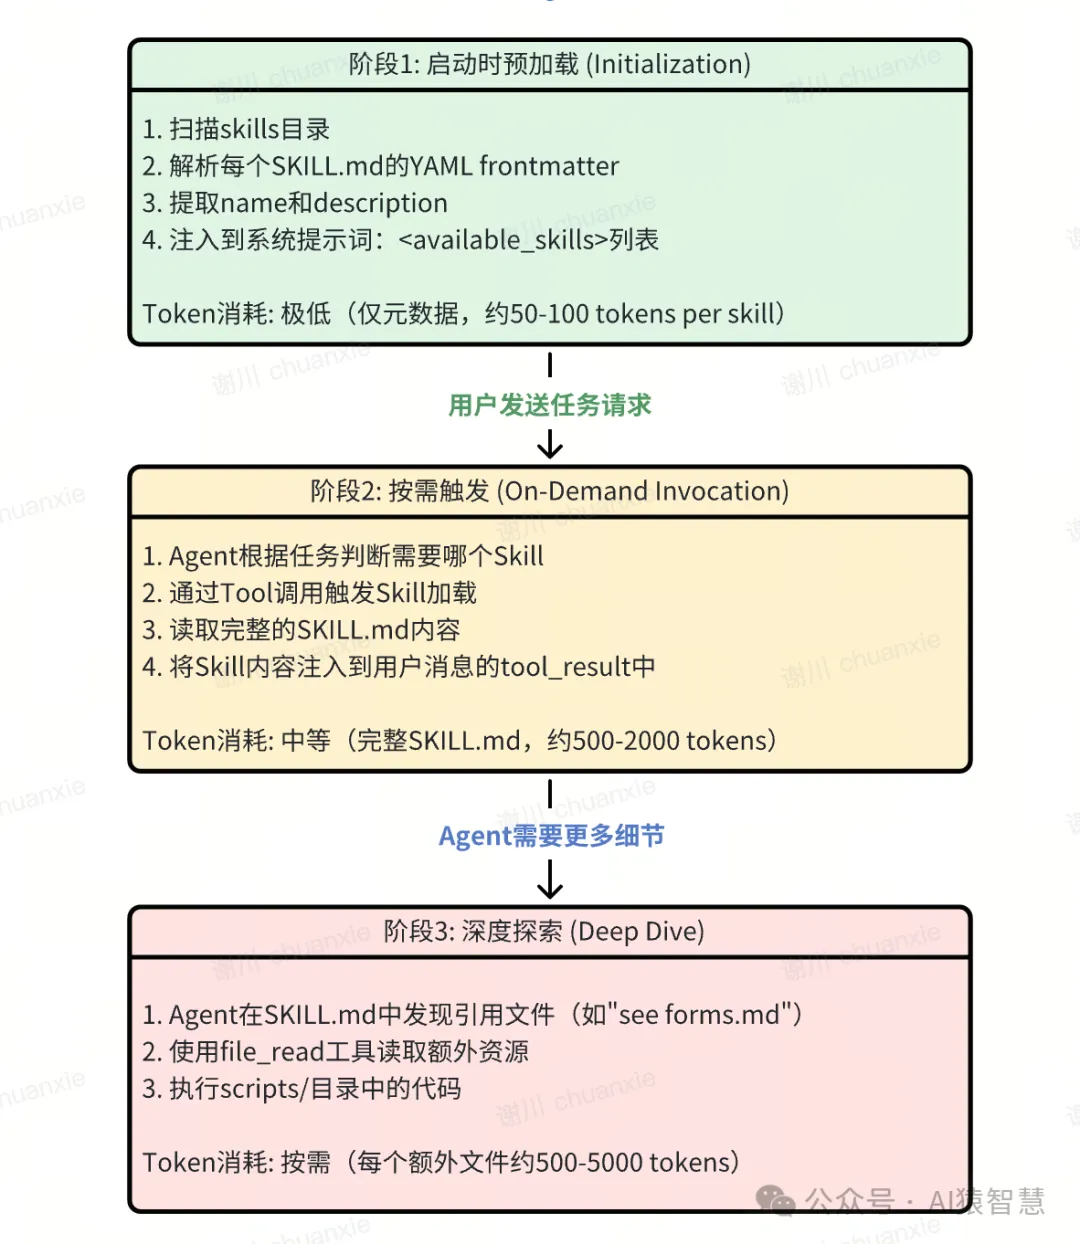 阶段1: 启动时预加载 (Initialization)
1. 扫描skills目录
2. 解析每个SKILL.md的YAML frontmatter
3. 提取name和description
4. 注入到系统提示词：<available_skills>列表
Token消耗: 极低（仅元数据，约50-100 tokens per skill）
用户发送任务请求
阶段2: 按需触发 (On-Demand Invocation)
1. Agent根据任务判断需要哪个Skill
2. 通过Tool调用触发Skill加载
3. 读取完整的SKILL.md内容
4. 将Skill内容注入到用户消息的tool_result中
Token消耗: 中等（完整SKILL.md，约500-2000 tokens）
Agent需要更多细节
阶段3: 深度探索 (Deep Dive)
1. Agent在SKILL.md中发现引用文件（如"see forms.md"）
2. 使用file_read工具读取额外资源
3. 执行scripts/目录中的代码
Token消耗: 按需（每个额外文件约500-5000 tokens）
公众号 · AI猿智慧
谢川 chuanxie